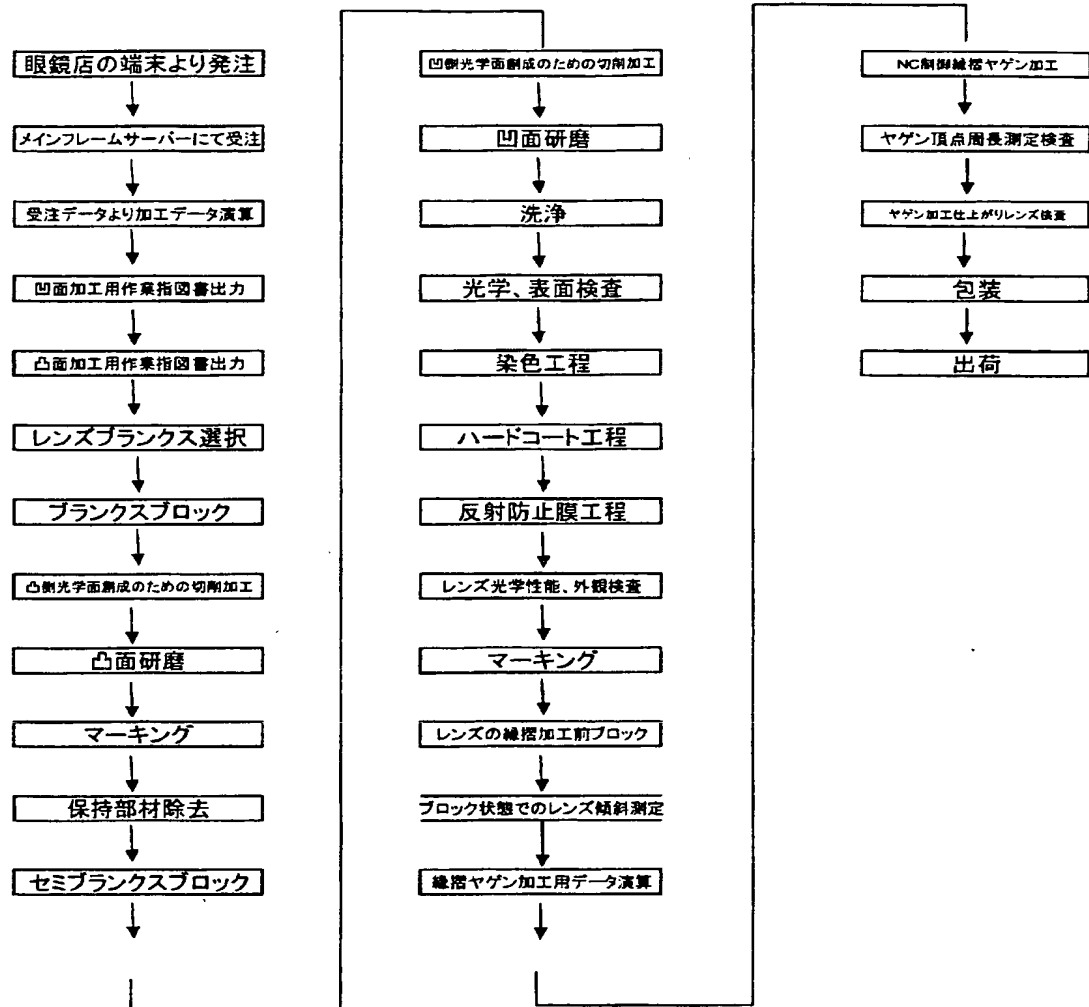 眼鏡店の端末より発注
メインフレームサーバーにて受注
受注データより加工データ演算
凹面加工用作業指図書出力
凸面加工用作業指図書出力
レンズブランクス選択
ブランクスブロック
凸側光学面創成のための切削加工
凸面研磨
マーキング
保持部材除去
セミブランクスブロック
凹側光学面創成のための切削加工
凹面研磨
洗浄
光学、表面検査
染色工程
ハードコート工程
反射防止膜工程
レンズ光学性能、外観検査
マーキング
レンズの縁摺加工前ブロック
ブロック状態でのレンズ傾斜測定
縁摺ヤゲン加工用データ演算
NC制御縁摺ヤゲン加工
ヤゲン頂点周長測定検査
ヤゲン加工仕上がりレンズ検査
包装
出荷